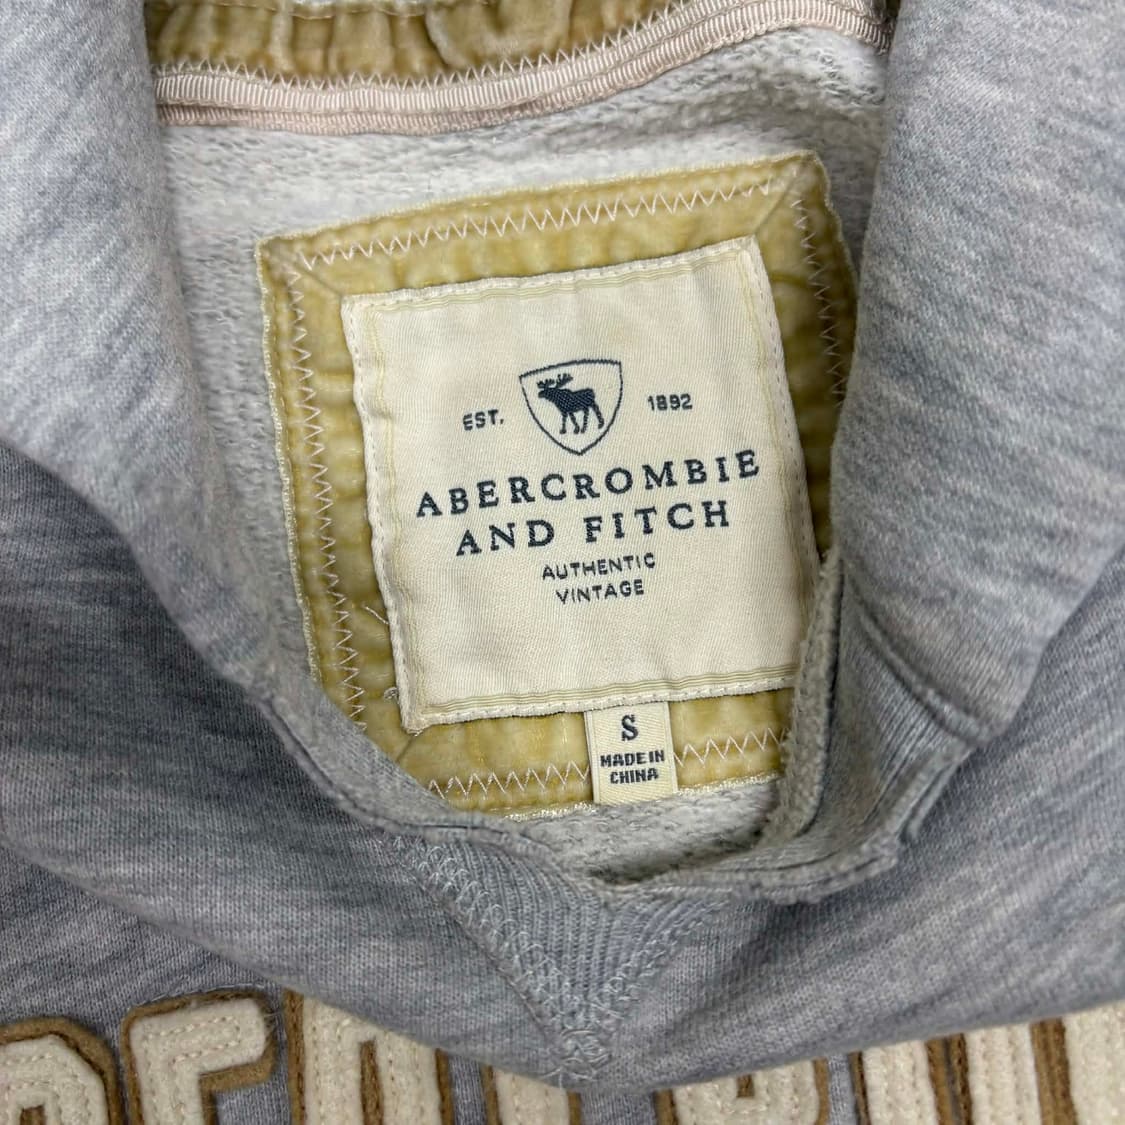 EST. 1892
ABERCROMBIE
AND FITCH
AUTHENTIC
VINTAGE
S
MADE IN
CHINA